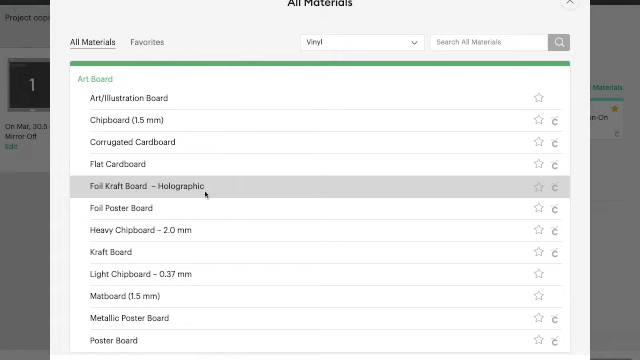 All Materials
Project copi
All Materials
Favorites
Vinyl
Search All Materials
Art Board
Art/Illustration Board
Chipboard (1.5 mm)
Corrugated Cardboard
Flat Cardboard
Foil Kraft Board – Holographic
Foil Poster Board
Heavy Chipboard – 2.0 mm
Kraft Board
Light Chipboard – 0.37 mm
Matboard (1.5 mm)
Metallic Poster Board
Poster Board
1
On Mat, 30.5
Mirror Off
Edit
Materials
n-On